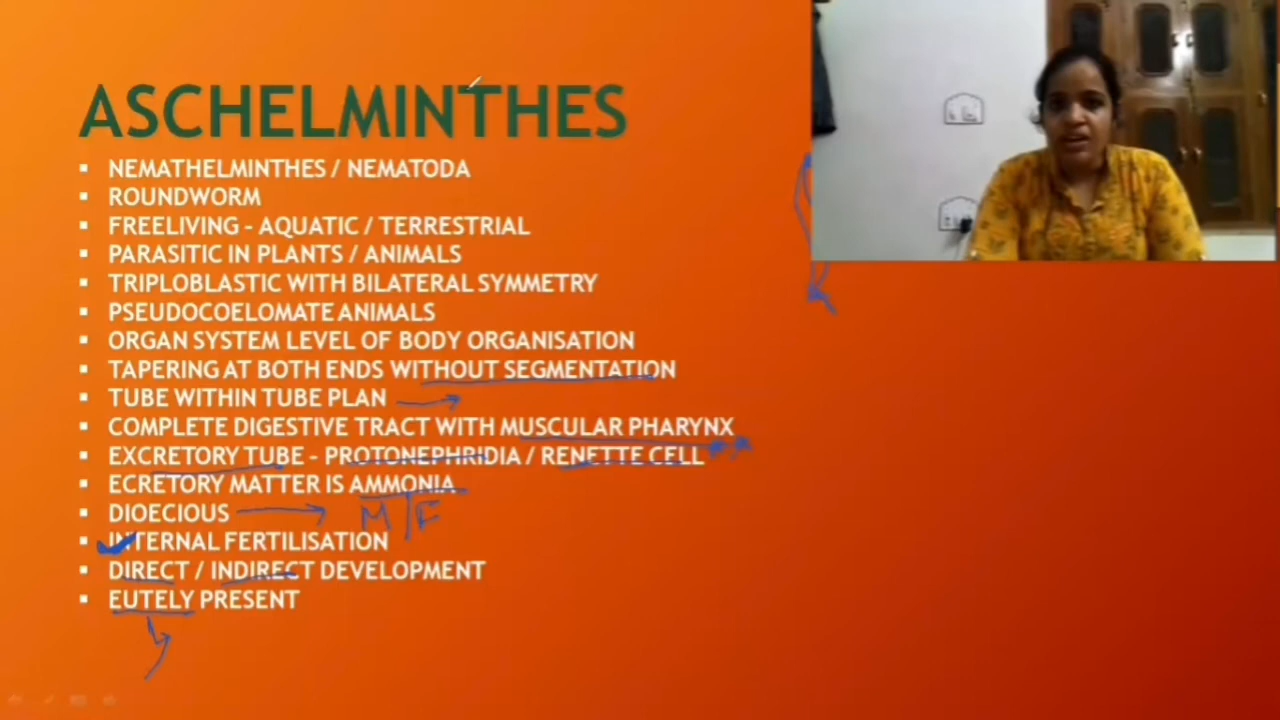 ASCHELMINTHES
▪ NEMATHELMINTHES / NEMATODA
▪ ROUNDWORM
▪ FREELIVING - AQUATIC / TERRESTRIAL
▪ PARASITIC IN PLANTS / ANIMALS
▪ TRIPLOBLASTIC WITH BILATERAL SYMMETRY
▪ PSEUDOCOELOMATE ANIMALS
▪ ORGAN SYSTEM LEVEL OF BODY ORGANISATION
▪ TAPERING AT BOTH ENDS WITHOUT SEGMENTATION
▪ TUBE WITHIN TUBE PLAN
▪ COMPLETE DIGESTIVE TRACT WITH MUSCULAR PHARYNX
▪ EXCRETORY TUBE - PROTONEPHRIDIA / RENETTE CELL
▪ ECRETORY MATTER IS AMMONIA
▪ DIOECIOUS M F
▪ INTERNAL FERTILISATION
▪ DIRECT / INDIRECT DEVELOPMENT
▪ EUTELY PRESENT